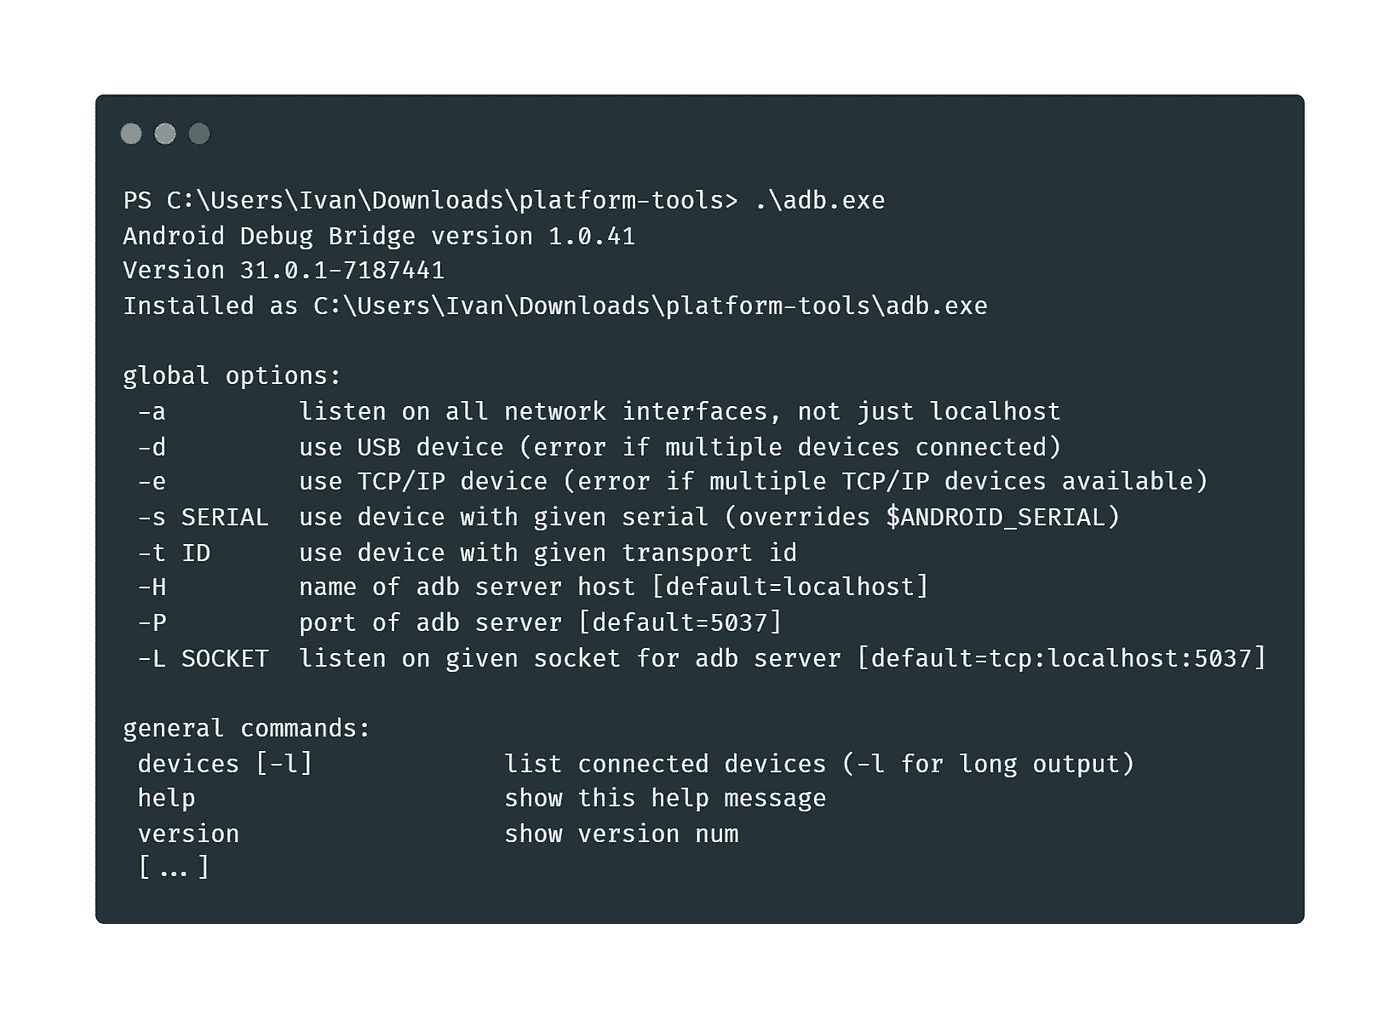 PS C:\Users\Ivan\Downloads\platform-tools> .\adb.exe
Android Debug Bridge version 1.0.41
Version 31.0.1-7187441
Installed as C:\Users\Ivan\Downloads\platform-tools\adb.exe

global options:
 -a         listen on all network interfaces, not just localhost
 -d         use USB device (error if multiple devices connected)
 -e         use TCP/IP device (error if multiple TCP/IP devices available)
 -s SERIAL  use device with given serial (overrides $ANDROID_SERIAL)
 -t ID      use device with given transport id
 -H         name of adb server host [default=localhost]
 -P         port of adb server [default=5037]
 -L SOCKET  listen on given socket for adb server [default=tcp:localhost:5037]

general commands:
 devices [-l]             list connected devices (-l for long output)
 help                     show this help message
 version                  show version num
 [...]